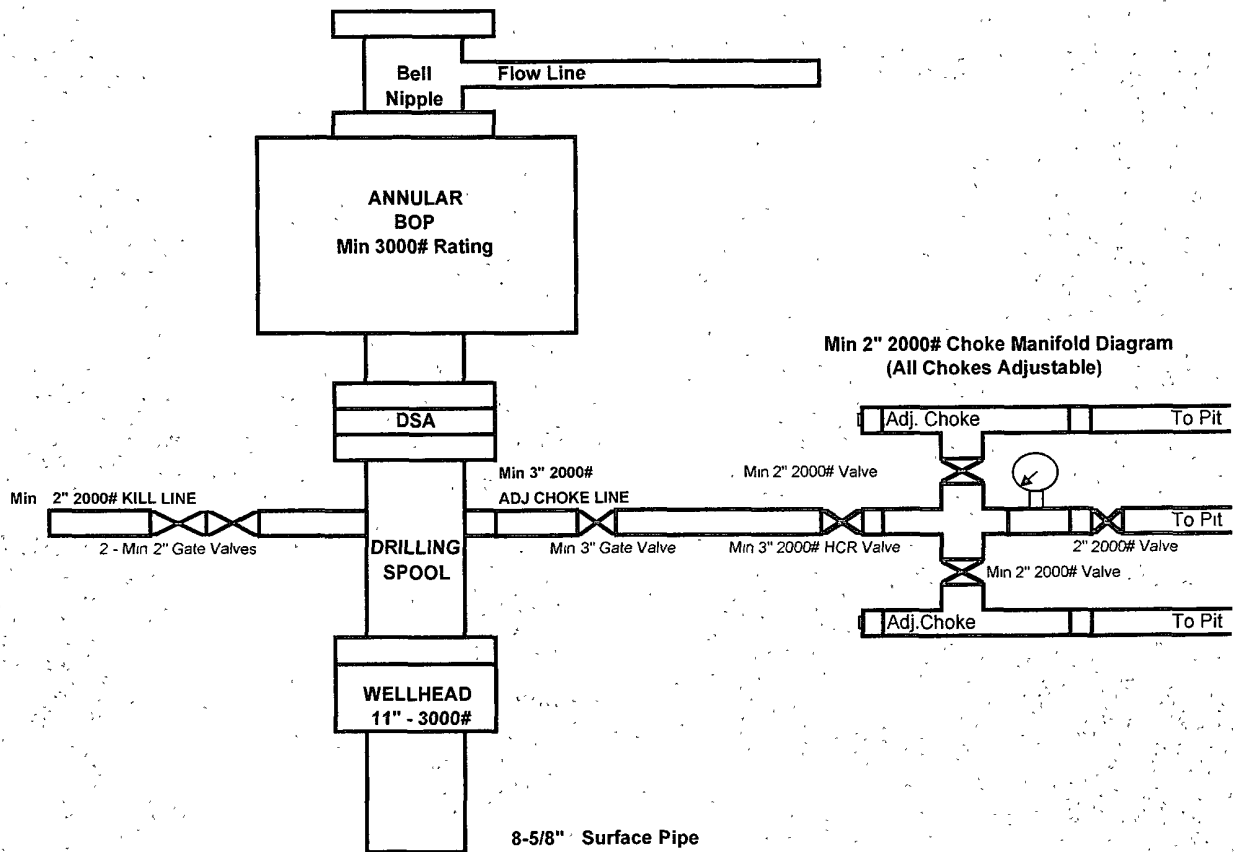 Bell
Nipple
Flow Line
ANNULAR
BOP
Min 3000# Rating
Min 2" 2000# Choke Manifold Diagram
(All Chokes Adjustable)
DSA
Adj. Choke
To Pit
Min 3" 2000#
ADJ CHOKE LINE
Min 2" 2000# Valve
Min 2" 2000# KILL LINE
2 - Min 2" Gate Valves
DRILLING
SPOOL
Min 3" Gate Valve
Min 3" 2000# HCR Valve
To Pit
2" 2000# Valve
Min 2" 2000# Valve
Adj.Choke
To Pit
WELLHEAD
11" - 3000#
8-5/8" Surface Pipe